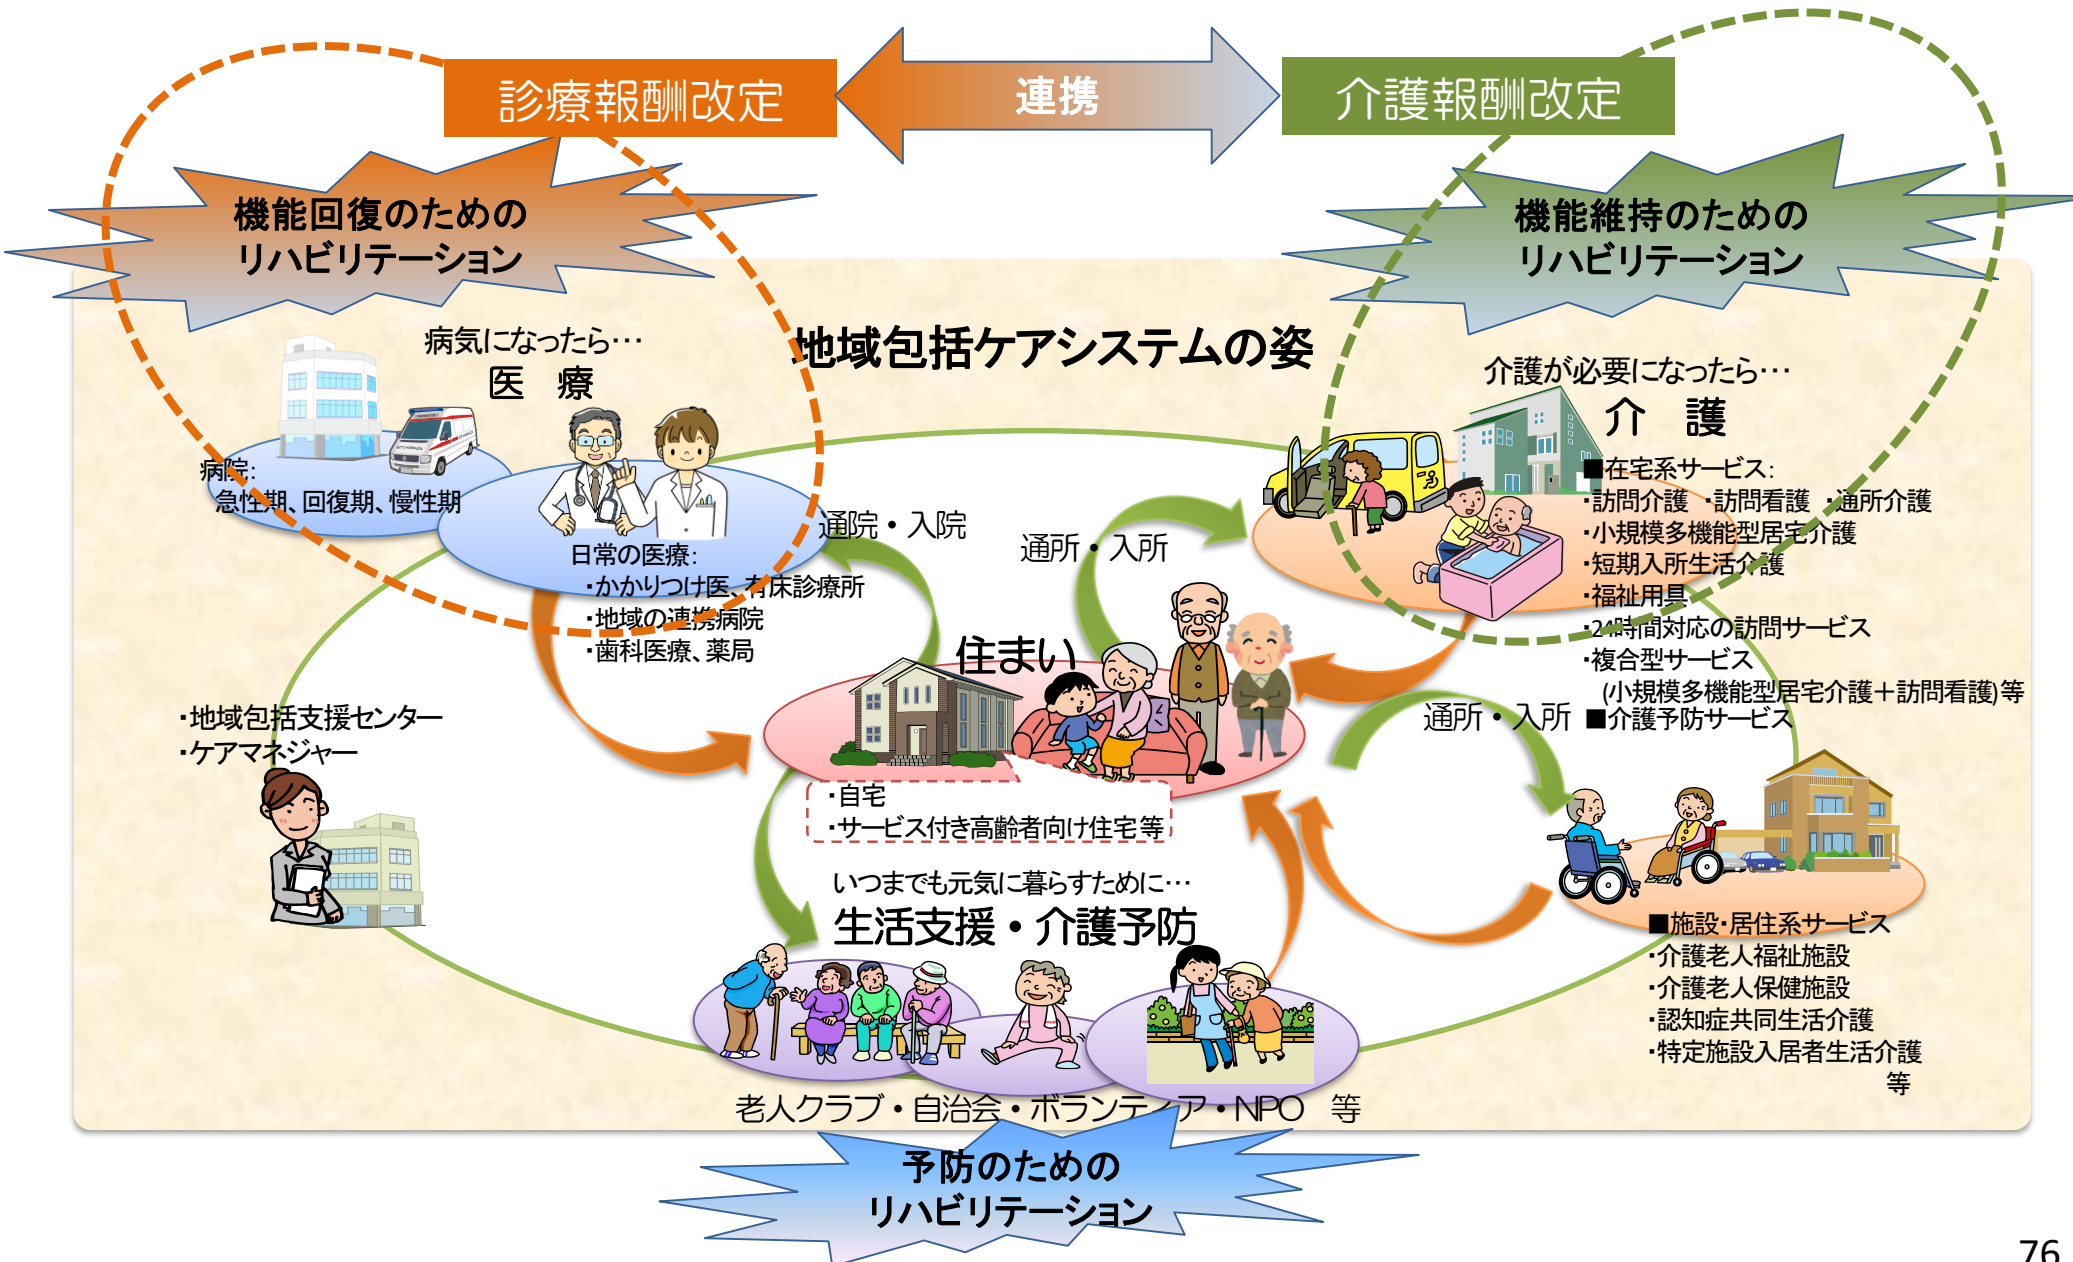 診療報酬改定
連携
介護報酬改定
機能回復のための
リハビリテーション
機能維持のための
リハビリテーション
地域包括ケアシステムの姿
病気になったら…
医 療
病院:
急性期、回復期、慢性期
日常の医療:
・かかりつけ医、有床診療所
・地域の連携病院
・歯科医療、薬局
通院・入院
通所・入所
介護が必要になったら…
介 護
■在宅系サービス:
・訪問介護 ・訪問看護 ・通所介護
・小規模多機能型居宅介護
・短期入所生活介護
・福祉用具
・24時間対応の訪問サービス
・複合型サービス
(小規模多機能型居宅介護＋訪問看護)等
■介護予防サービス
通所・入所
住まい
・自宅
・サービス付き高齢者向け住宅等
・地域包括支援センター
・ケアマネジャー
いつまでも元気に暮らすために…
生活支援・介護予防
老人クラブ・自治会・ボランティア・NPO 等
■施設・居住系サービス
・介護老人福祉施設
・介護老人保健施設
・認知症共同生活介護
・特定施設入居者生活介護
等
予防のための
リハビリテーション
76